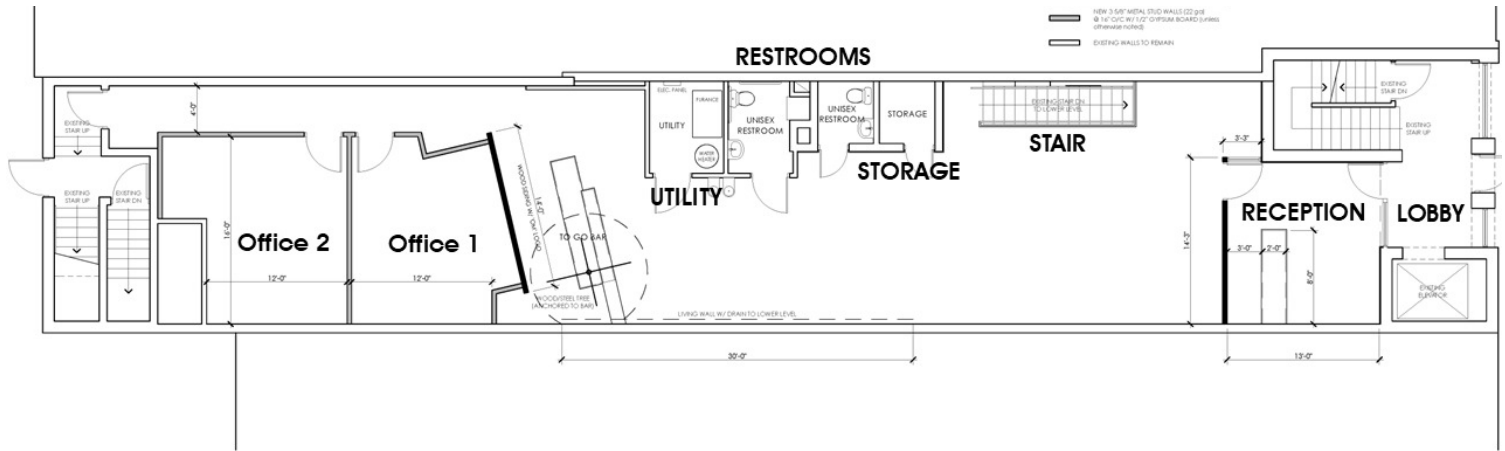 NEW 3 5/8" METAL STUD WALLS (22 ga)
@ 16" O/C W/ 1/2" GYPSUM BOARD (unless
otherwise noted)
EXISTING WALLS TO REMAIN
RESTROOMS
ELEC. PANEL
FURANCE
UTILITY
WATER
HEATER
UNISEX
RESTROOM
UNISEX
RESTROOM
STORAGE
EXISTING STAIR DN
TO LOWER LEVEL
STAIR
STORAGE
UTILITY
EXISTING
STAIR DN
EXISTING
STAIR UP
3'-3"
EXISTING
STAIR UP
4'-0"
EXISTING
STAIR UP
EXISTING
STAIR DN
16'-0"
Office 2
12'-0"
Office 1
12'-0"
14'-0"
TO GO BAR
WOOD/STEEL TREE
(ANCHORED TO BAR)
LIVING WALL W/ DRAIN TO LOWER LEVEL
30'-0"
14'-3"
RECEPTION
3'-0"
2'-0"
8'-0"
13'-0"
LOBBY
EXISTING
ELEVATOR